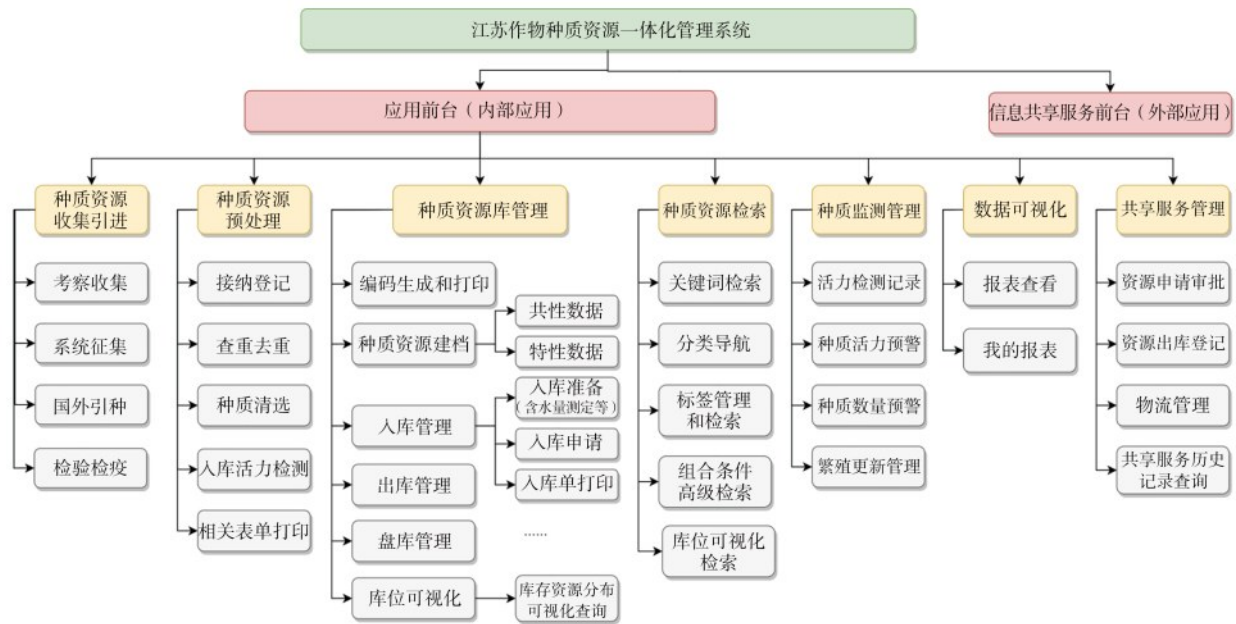 江苏作物种质资源一体化管理系统
应用前台（内部应用）
信息共享服务前台（外部应用）
种质资源
收集引进
考察收集
系统征集
国外引种
检验检疫
种质资源
预处理
接纳登记
查重去重
种质清选
入库活力检测
相关表单打印
种质资源库管理
编码生成和打印
种质资源建档
共性数据
特性数据
入库管理
入库准备
（含水量测定等）
入库申请
入库单打印
出库管理
盘库管理
......
库位可视化
库存资源分布
可视化查询
种质资源检索
关键词检索
分类导航
标签管理
和检索
组合条件
高级检索
库位可视化
检索
种质监测管理
活力检测记录
种质活力预警
种质数量预警
繁殖更新管理
数据可视化
报表查看
我的报表
共享服务管理
资源申请审批
资源出库登记
物流管理
共享服务历史
记录查询